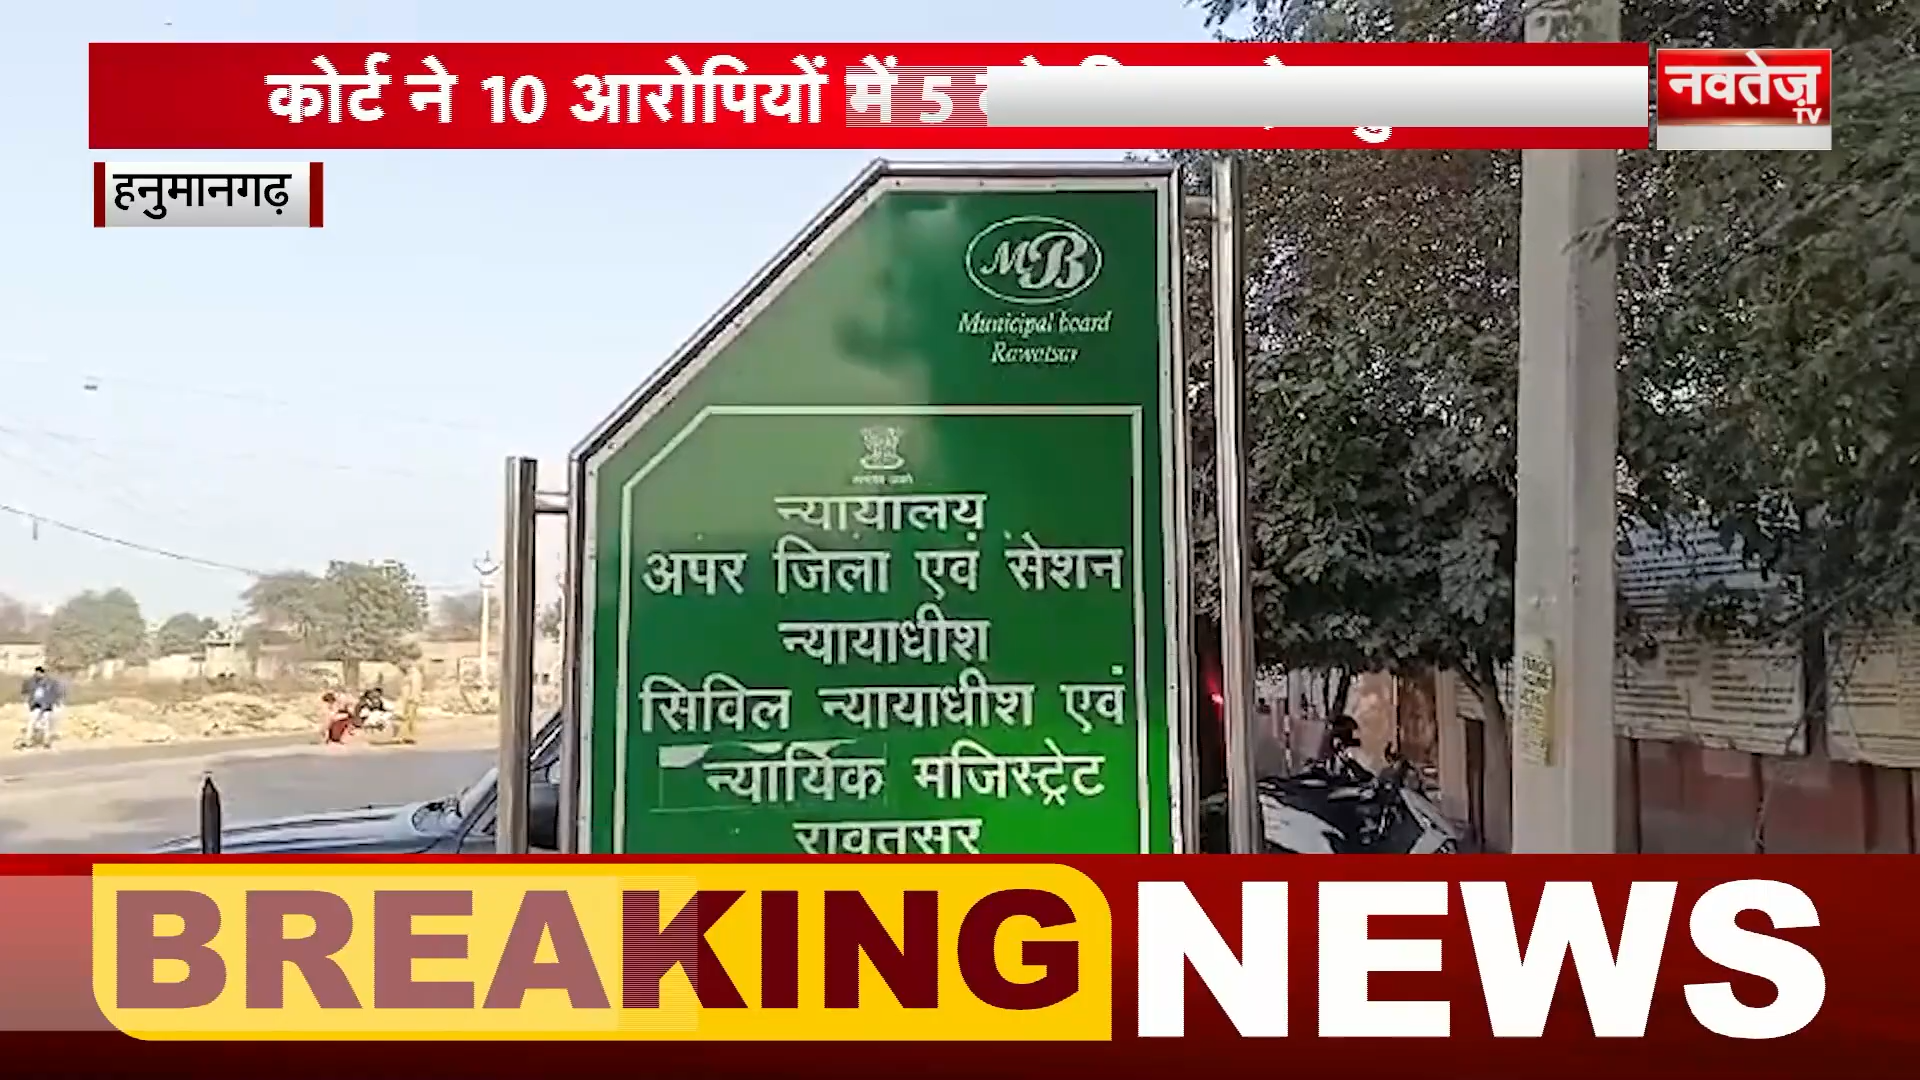 कोर्ट ने 10 आरोपियों में 5
नवतेज़
TV
हनुमानगढ़
MB
Municipal board
Rawatsar
न्यायालय
अपर जिला एवं सेशन
न्यायाधीश
सिविल न्यायाधीश एवं
न्यायिक मजिस्ट्रेट
रावतसर
BREAKING NEWS